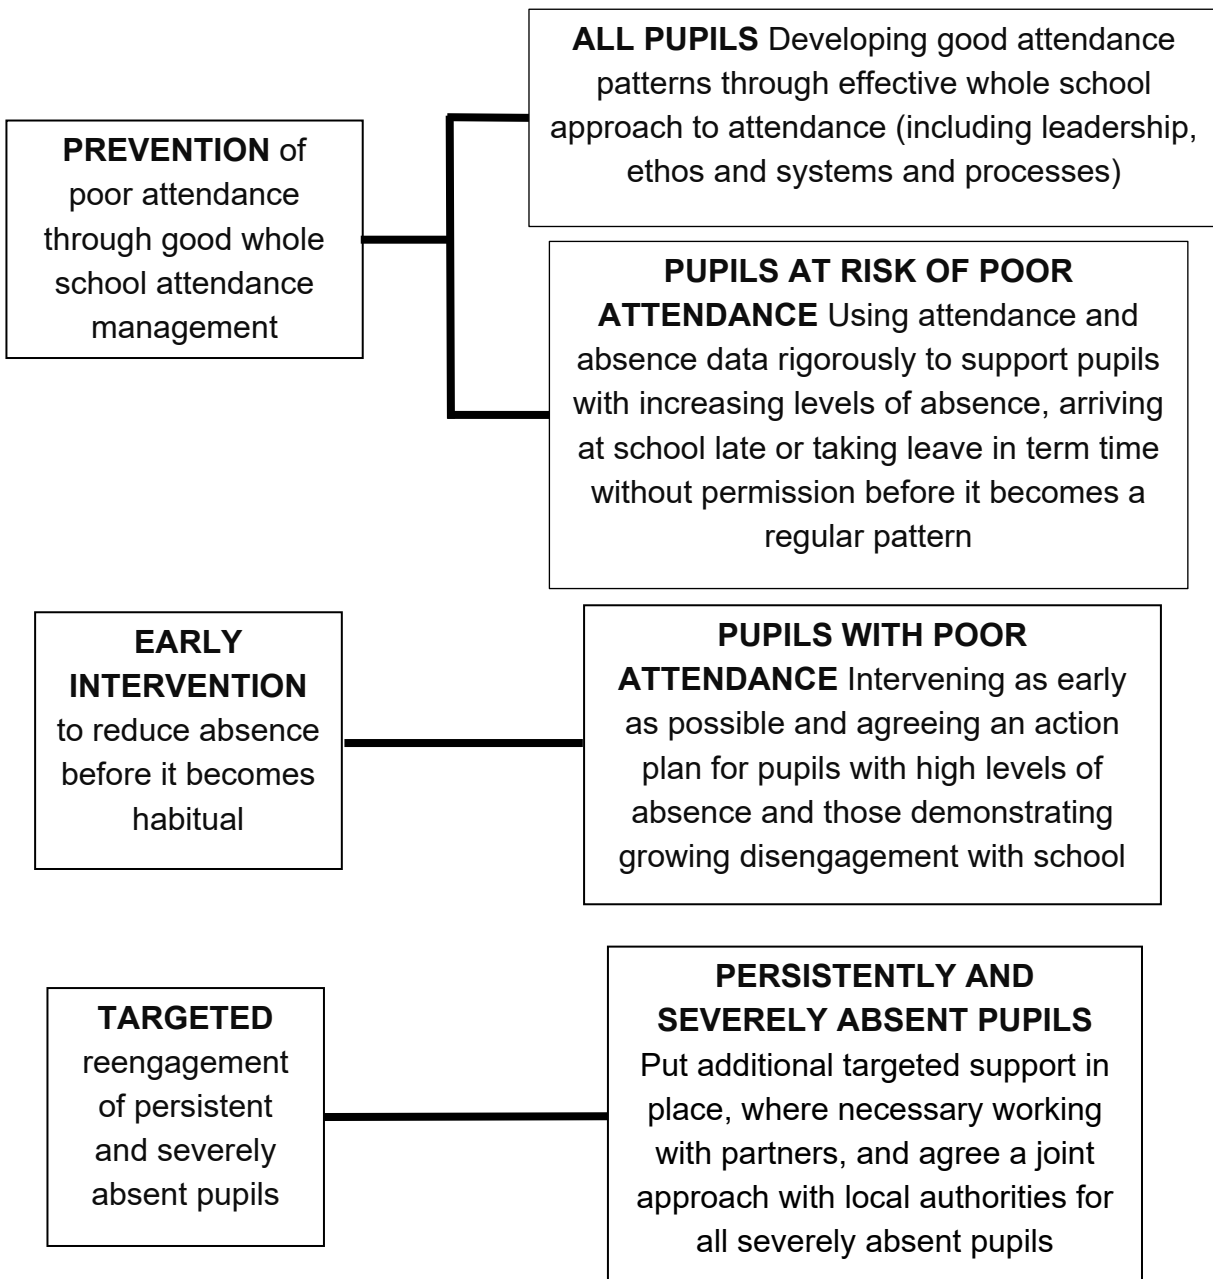 PREVENTION of
poor attendance
through good whole
school attendance
management
ALL PUPILS Developing good attendance
patterns through effective whole school
approach to attendance (including leadership,
ethos and systems and processes)
PUPILS AT RISK OF POOR
ATTENDANCE Using attendance and
absence data rigorously to support pupils
with increasing levels of absence, arriving
at school late or taking leave in term time
without permission before it becomes a
regular pattern
EARLY
INTERVENTION
to reduce absence
before it becomes
habitual
PUPILS WITH POOR
ATTENDANCE Intervening as early
as possible and agreeing an action
plan for pupils with high levels of
absence and those demonstrating
growing disengagement with school
TARGETED
reengagement
of persistent
and severely
absent pupils
PERSISTENTLY AND
SEVERELY ABSENT PUPILS
Put additional targeted support in
place, where necessary working
with partners, and agree a joint
approach with local authorities for
all severely absent pupils